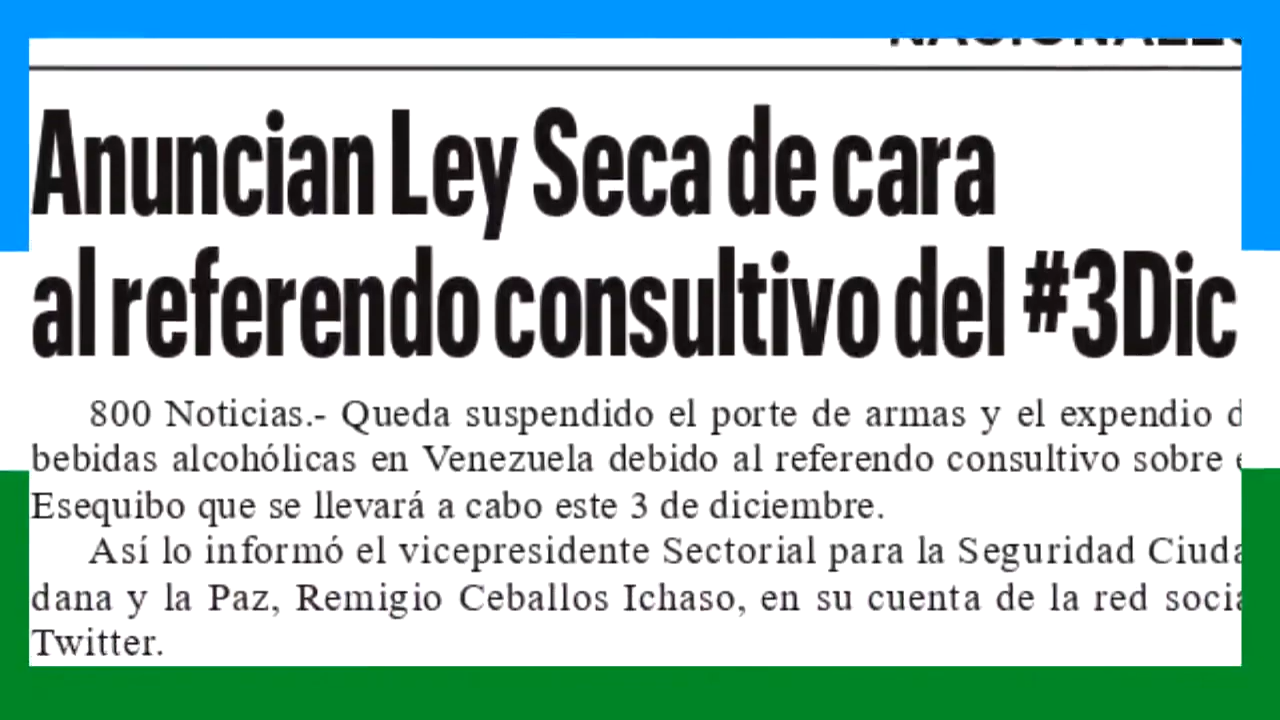 NACIONALES
Anuncian Ley Seca de cara
al referendo consultivo del #3Dic
800 Noticias.- Queda suspendido el porte de armas y el expendio
bebidas alcohólicas en Venezuela debido al referendo consultivo sobre
Esequibo que se llevará a cabo este 3 de diciembre.
Así lo informó el vicepresidente Sectorial para la Seguridad Ciuda
dana y la Paz, Remigio Ceballos Ichaso, en su cuenta de la red socia
Twitter.